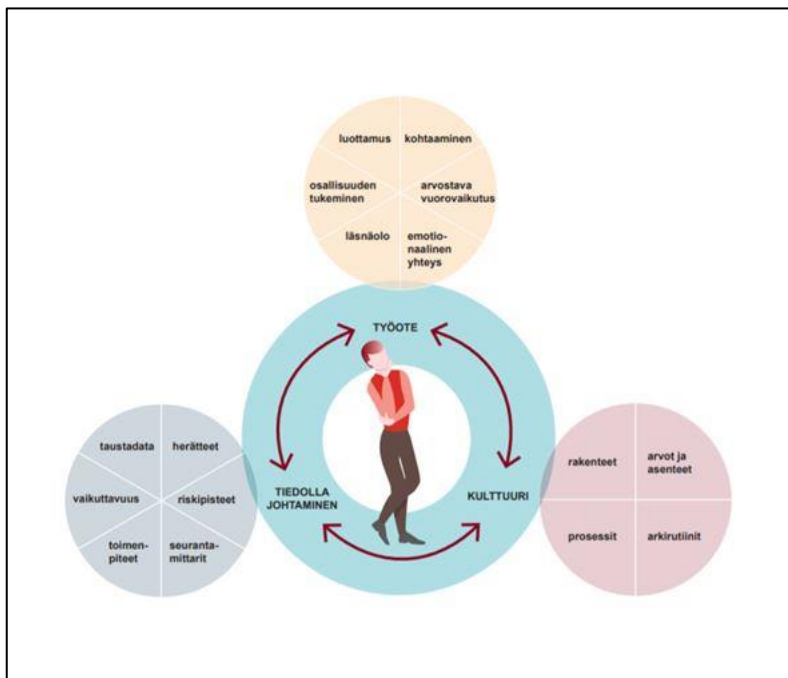 luottamus
kohtaaminen
osallisuuden
tukeminen
arvostava
vuorovaikutus
läsnäolo
emotio-
naalinen
yhteys
TYÖOTE
TIEDOLLA
JOHTAMINEN
KULTTUURI
taustadata
herätteet
vaikuttavuus
riskipisteet
toimen-
piteet
seuranta-
mittarit
rakenteet
arvot ja
asenteet
prosessit
arkirutiinit